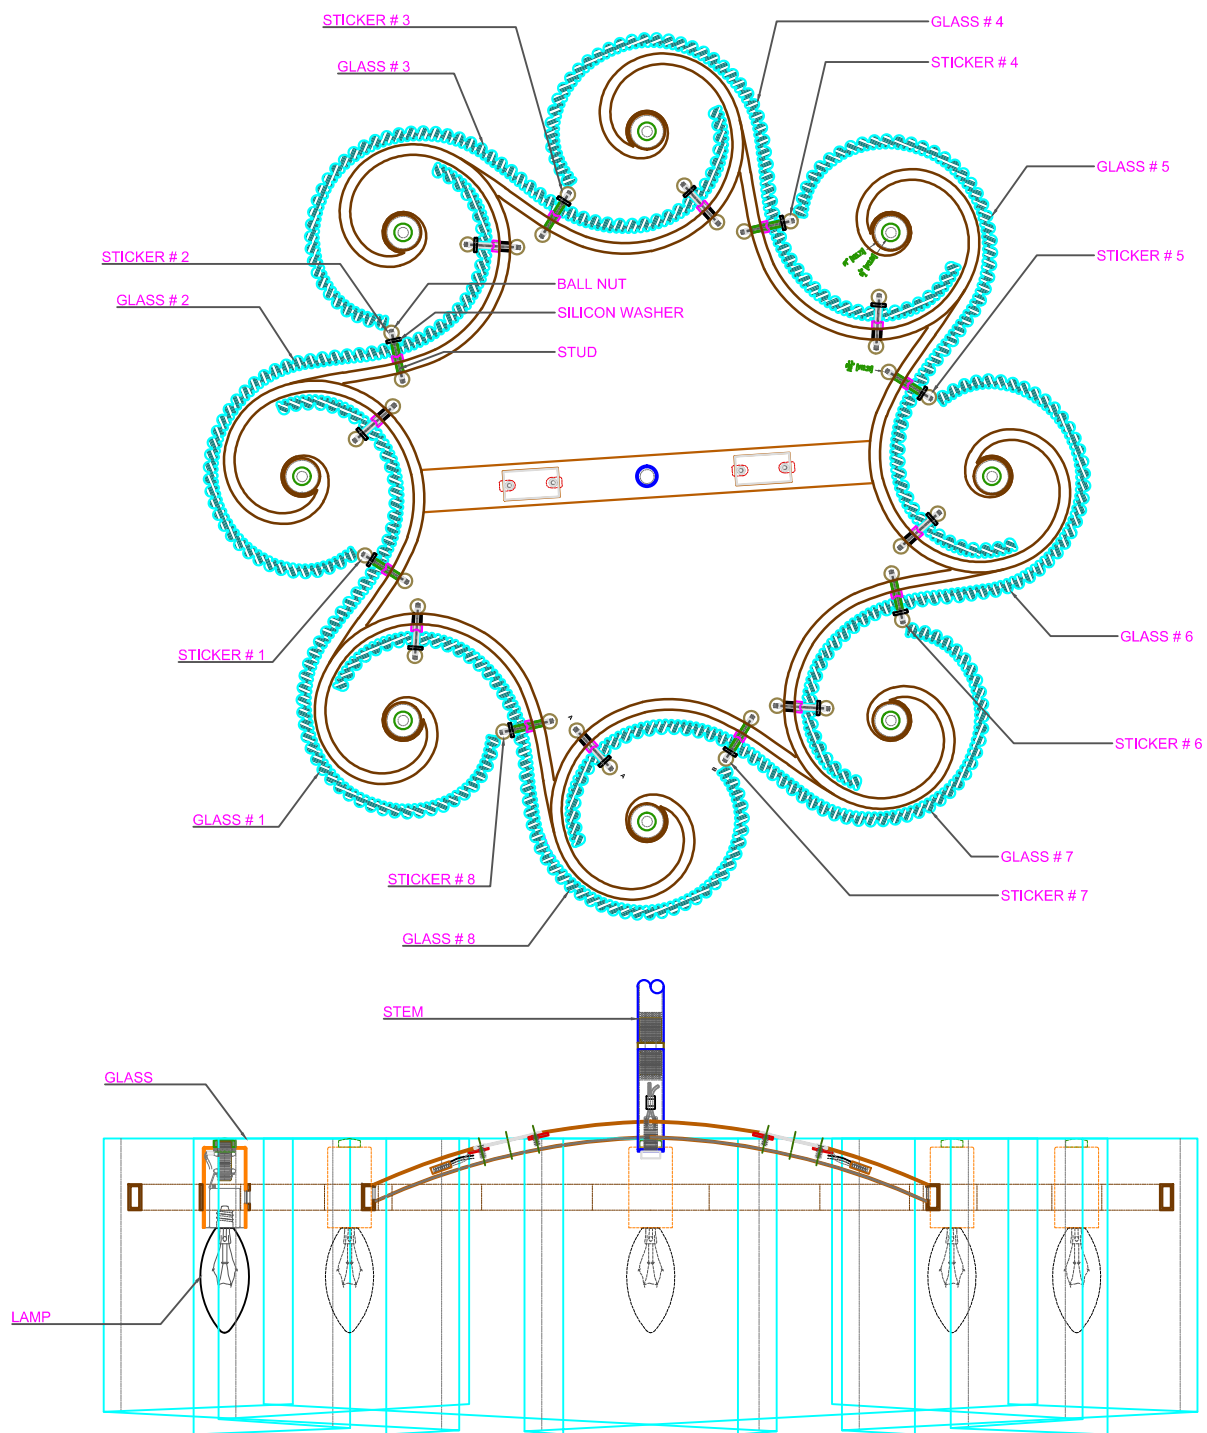 STICKER # 3
GLASS # 4
GLASS # 3
STICKER # 4
GLASS # 5
STICKER # 2
STICKER # 5
BALL NUT
GLASS # 2
SILICON WASHER
STUD
GLASS # 6
STICKER # 1
STICKER # 6
GLASS # 1
GLASS # 7
STICKER # 8
STICKER # 7
GLASS # 8
STEM
GLASS
LAMP